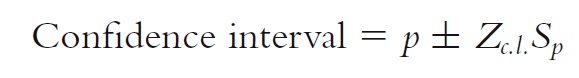 Confidence interval = p ± Z_{c.l.}S_p